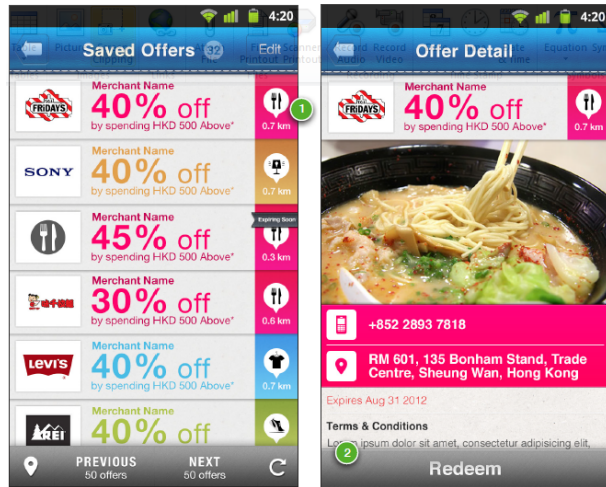 4:20
Saved Offers
32
Edit
Merchant Name
40% off
by spending HKD 500 Above*
0.7 km
1
FRiDAYS
Merchant Name
40% off
by spending HKD 500 Above*
0.7 km
SONY
Expiring Soon
Merchant Name
45% off
by spending HKD 500 Above*
0.3 km
Merchant Name
30% off
by spending HKD 500 Above*
0.6 km
Merchant Name
40% off
by spending HKD 500 Above*
0.7 km
LEVI'S
Merchant Name
40% off
REI
PREVIOUS
50 offers
NEXT
50 offers
4:20
Offer Detail
Merchant Name
40% off
by spending HKD 500 Above*
0.7 km
FRiDAYS
+852 2893 7818
RM 601, 135 Bonham Stand, Trade
Centre, Sheung Wan, Hong Kong
Expires Aug 31 2012
Terms & Conditions
Lorem ipsum dolor sit amet, consectetur adipisicing elit,
2
Redeem